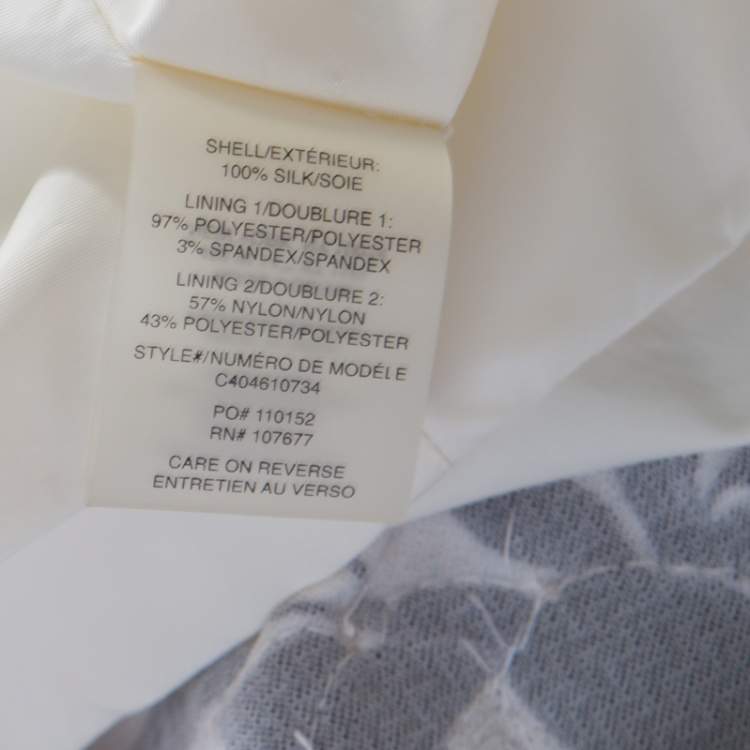 SHELL/EXTÉRIEUR:
100% SILK/SOIE
LINING 1/DOUBLURE 1:
97% POLYESTER/POLYESTER
3% SPANDEX/SPANDEX
LINING 2/DOUBLURE 2:
57% NYLON/NYLON
43% POLYESTER/POLYESTER
STYLE#/NUMÉRO DE MODÉLE
C404610734
PO# 110152
RN# 107677
CARE ON REVERSE
ENTRETIEN AU VERSO